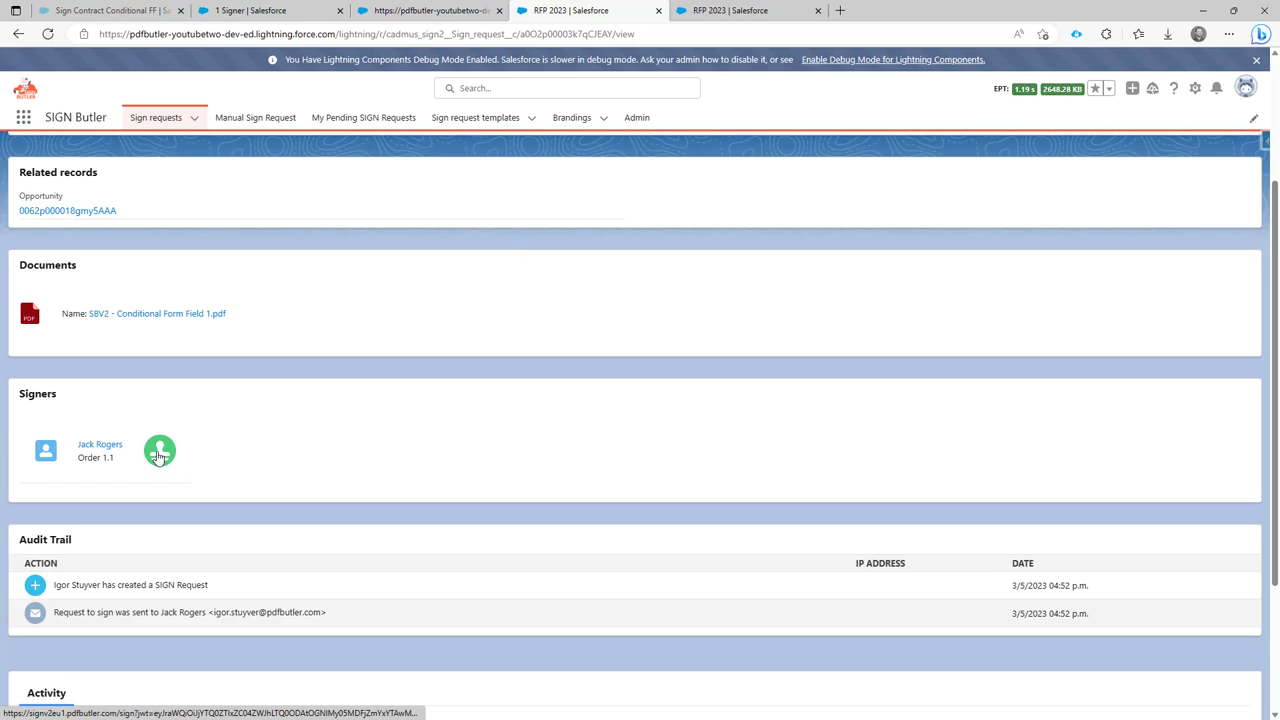 Sign Contract Conditional FF | Sa
1 Signer | Salesforce
https://pdfbutler-youtubetwo-de
RFP 2023 | Salesforce
RFP 2023 | Salesforce
https://pdfbutler-youtubetwo-dev-ed.lightning.force.com/lightning/r/cadmus_sign2__Sign_request__c/a0O2p00003k7qCJEAY/view
You Have Lightning Components Debug Mode Enabled. Salesforce is slower in debug mode. Ask your admin how to disable it, or see Enable Debug Mode for Lightning Components.
BUTLER
Search...
EPT: 1.19 s 2648.28 KB
SIGN Butler
Sign requests
Manual Sign Request
My Pending SIGN Requests
Sign request templates
Brandings
Admin
Related records
Opportunity
0062p000018gmy5AAA
Documents
PDF
Name: SBV2 - Conditional Form Field 1.pdf
Signers
Jack Rogers
Order 1.1
Audit Trail
ACTION IP ADDRESS DATE
Igor Stuyver has created a SIGN Request 3/5/2023 04:52 p.m.
Request to sign was sent to Jack Rogers <igor.stuyver@pdfbutler.com> 3/5/2023 04:52 p.m.
Activity